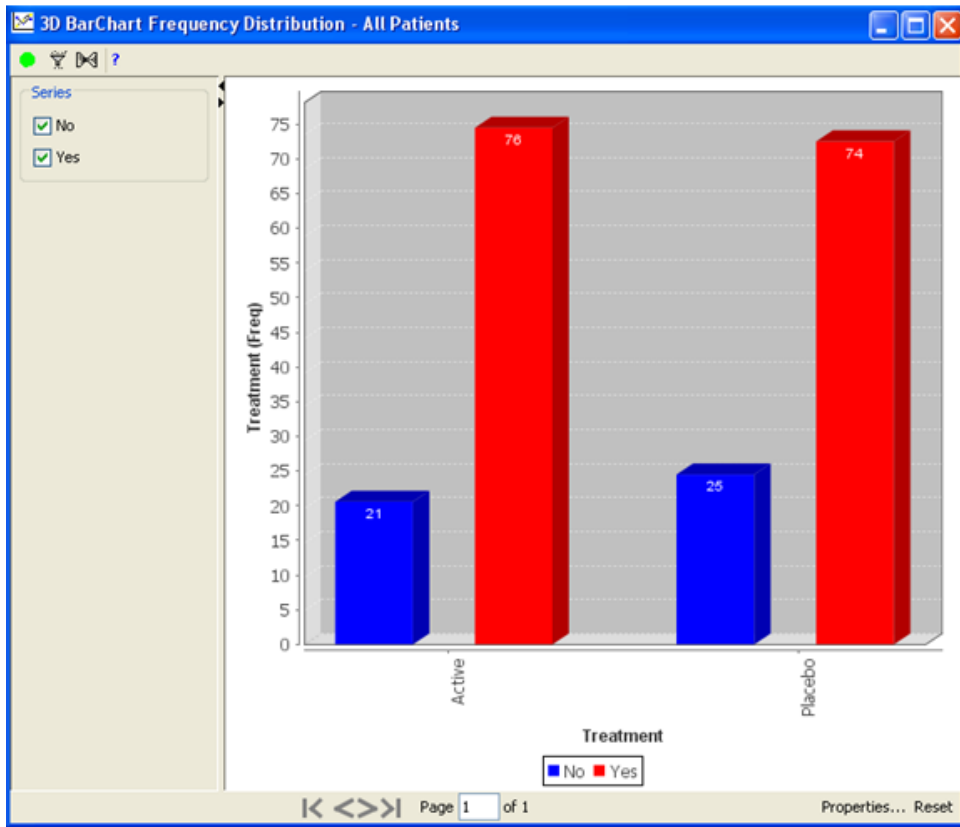 3D BarChart Frequency Distribution - All Patients
?
Series
No
Yes
75
70
65
60
55
50
45
40
35
30
25
20
15
10
5
0
Treatment (Freq)
76
74
21
25
Active
Placebo
Treatment
No Yes
Page 1 of 1
Properties... Reset